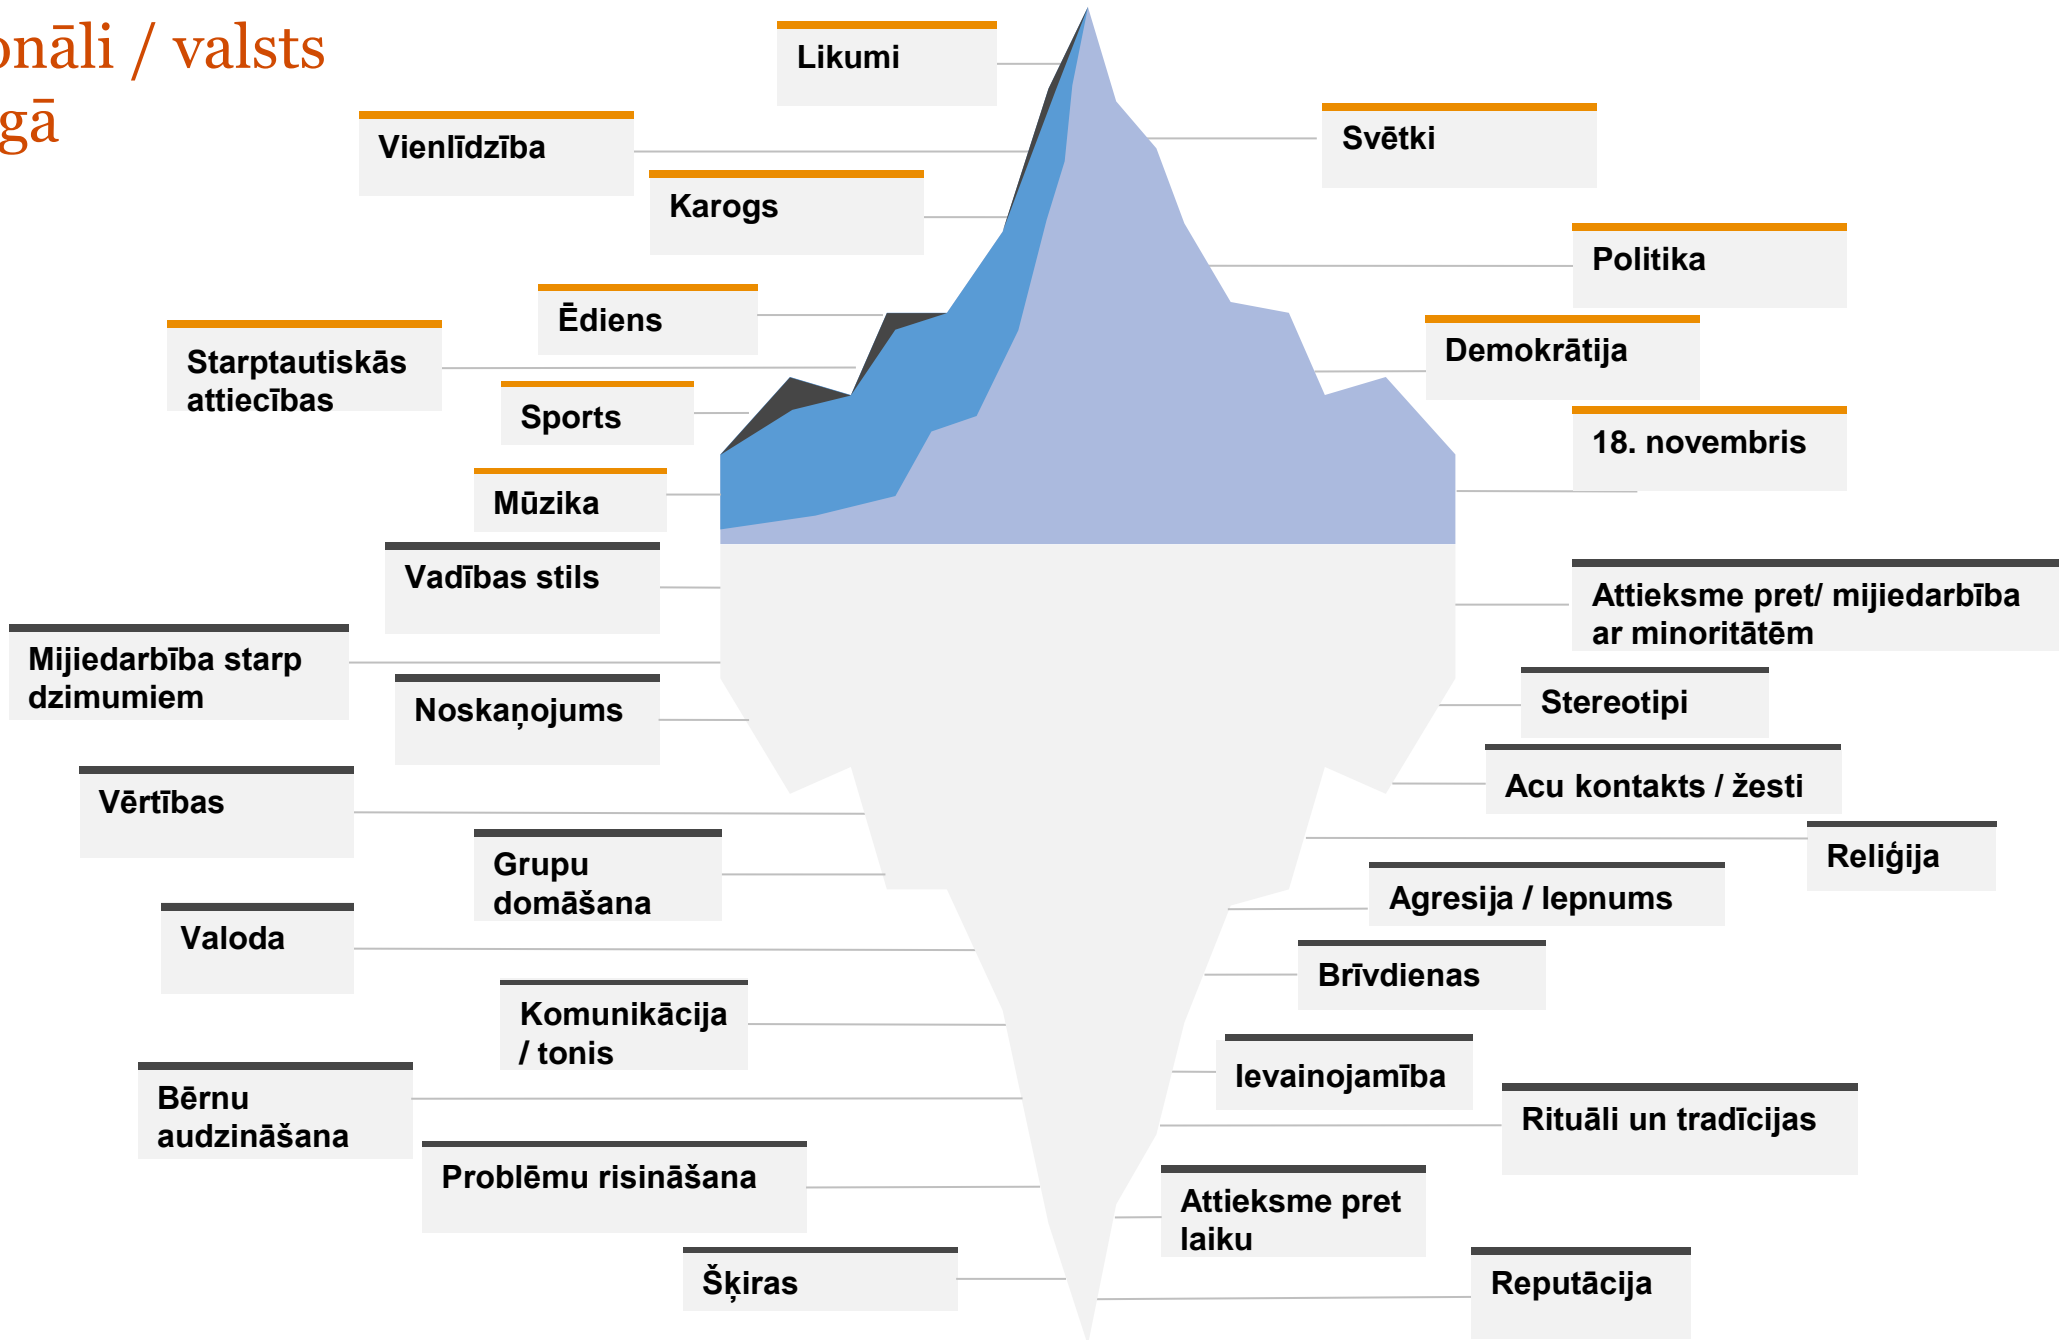 onāli / valsts
gā
Likumi
Svētki
Vienlīdzība
Karogs
Politika
Ēdiens
Starptautiskās
attiecības
Demokrātija
Sports
18. novembris
Mūzika
Vadības stils
Attieksme pret/ mijiedarbība
ar minoritātēm
Mijiedarbība starp
dzimumiem
Noskaņojums
Stereotipi
Acu kontakts / žesti
Vērtības
Grupu
domāšana
Reliģija
Agresija / lepnums
Valoda
Brīvdienas
Komunikācija
/ tonis
Ievainojamība
Bērnu
audzināšana
Rituāli un tradīcijas
Problēmu risināšana
Attieksme pret
laiku
Šķiras
Reputācija